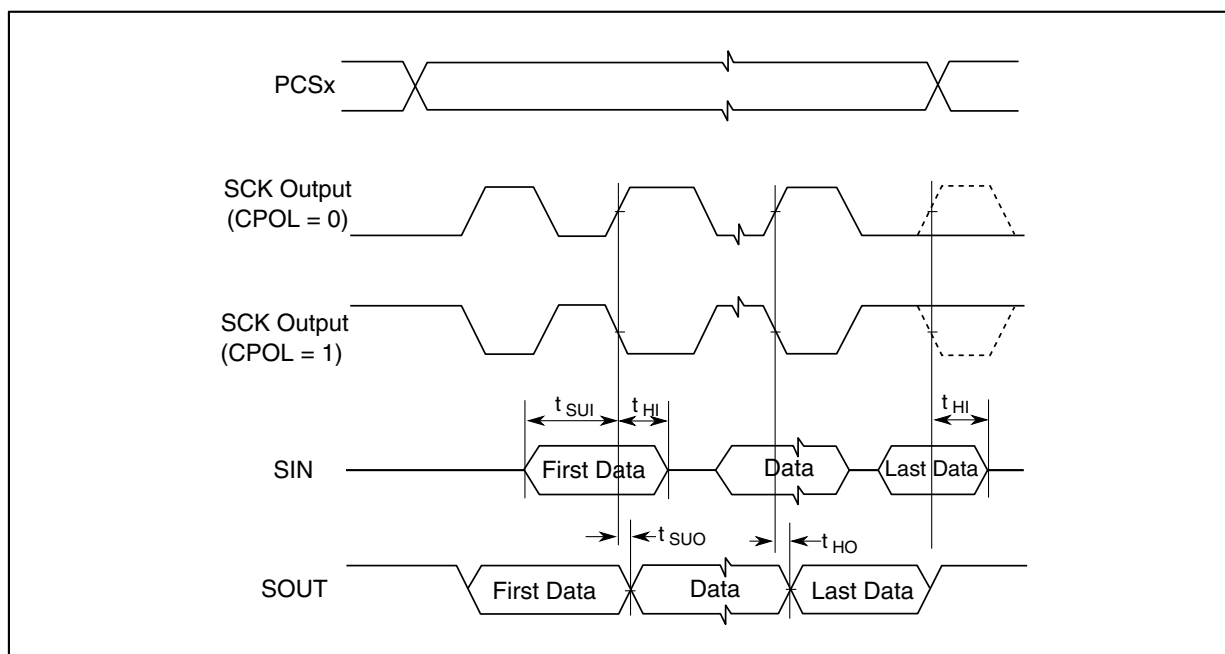 PCSx
SCK Output
(CPOL = 0)
SCK Output
(CPOL = 1)
t SUI
t HI
t HI
SIN
First Data
Data
Last Data
t SUO
t HO
SOUT
First Data
Data
Last Data